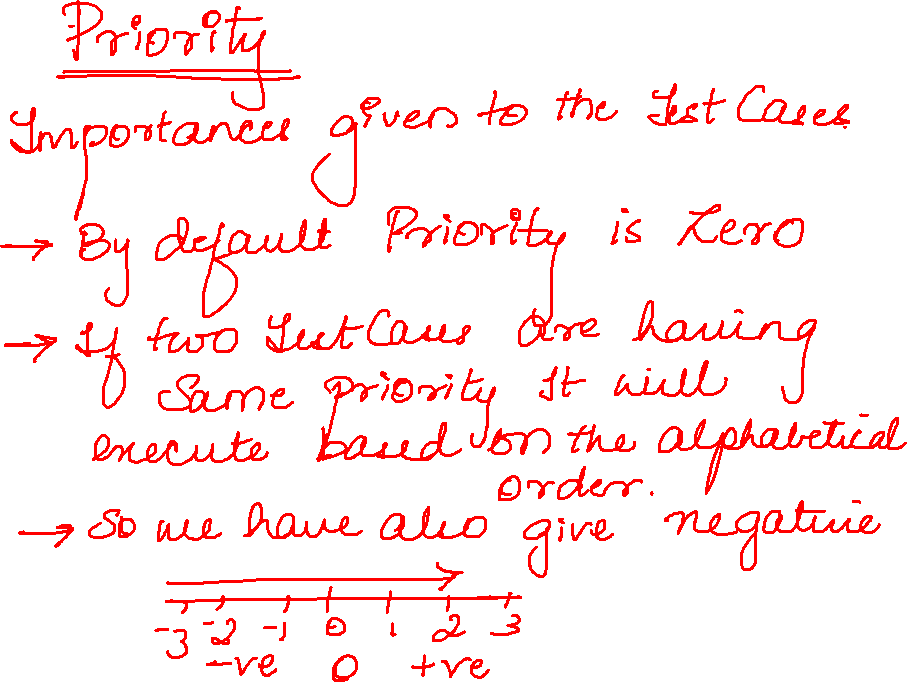 Priority
Importances given to the Test Cases
→ By default Priority is Zero
→ If two Test Cases are having
Same priority It will
execute based on the alphabetical
order.
→ So we have also give negative
-3 -2 -1 0 1 2 3
-ve 0 +ve